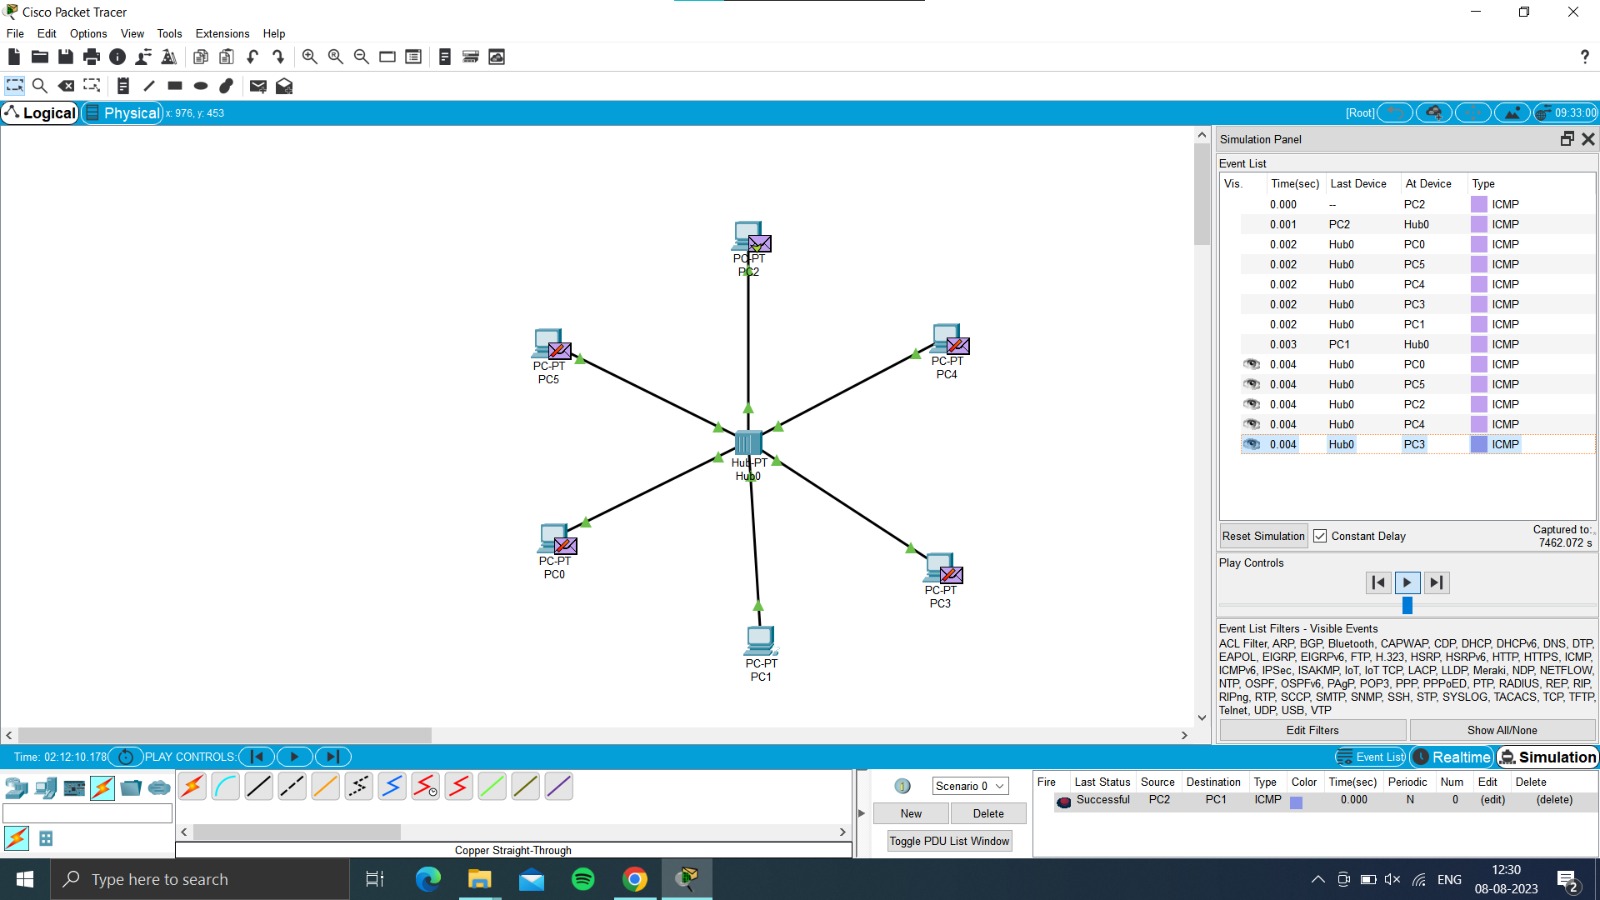 Cisco Packet Tracer
File Edit Options View Tools Extensions Help
?
Logical Physical x: 976, y: 453 [Root] 09:33:00
Simulation Panel
Event List
Vis. Time(sec) Last Device At Device Type
0.000 -- PC2 ICMP
0.001 PC2 Hub0 ICMP
0.002 Hub0 PC0 ICMP
0.002 Hub0 PC5 ICMP
0.002 Hub0 PC4 ICMP
0.002 Hub0 PC3 ICMP
0.002 Hub0 PC1 ICMP
0.003 PC1 Hub0 ICMP
0.004 Hub0 PC0 ICMP
0.004 Hub0 PC5 ICMP
0.004 Hub0 PC2 ICMP
0.004 Hub0 PC4 ICMP
0.004 Hub0 PC3 ICMP
PC-PT
PC2
PC-PT
PC5
PC-PT
PC4
Hub-PT
Hub0
PC-PT
PC0
PC-PT
PC3
PC-PT
PC1
Reset Simulation Constant Delay Captured to:
7462.072 s
Play Controls
Event List Filters - Visible Events
ACL Filter, ARP, BGP, Bluetooth, CAPWAP, CDP, DHCP, DHCPv6, DNS, DTP,
EAPOL, EIGRP, EIGRPv6, FTP, H.323, HSRP, HSRPv6, HTTP, HTTPS, ICMP,
ICMPv6, IPSec, ISAKMP, IoT, IoT TCP, LACP, LLDP, Meraki, NDP, NETFLOW,
NTP, OSPF, OSPFv6, PAgP, POP3, PPP, PPPoED, PTP, RADIUS, REP, RIP,
RIPng, RTP, SCCP, SMTP, SNMP, SSH, STP, SYSLOG, TACACS, TCP, TFTP,
Telnet, UDP, USB, VTP
Edit Filters Show All/None
Time: 02:12:10.178 PLAY CONTROLS: Event List Realtime Simulation
Scenario 0
New Delete
Toggle PDU List Window
Fire Last Status Source Destination Type Color Time(sec) Periodic Num Edit Delete
Successful PC2 PC1 ICMP 0.000 N 0 (edit) (delete)
Copper Straight-Through
Type here to search
ENG
12:30
08-08-2023
2